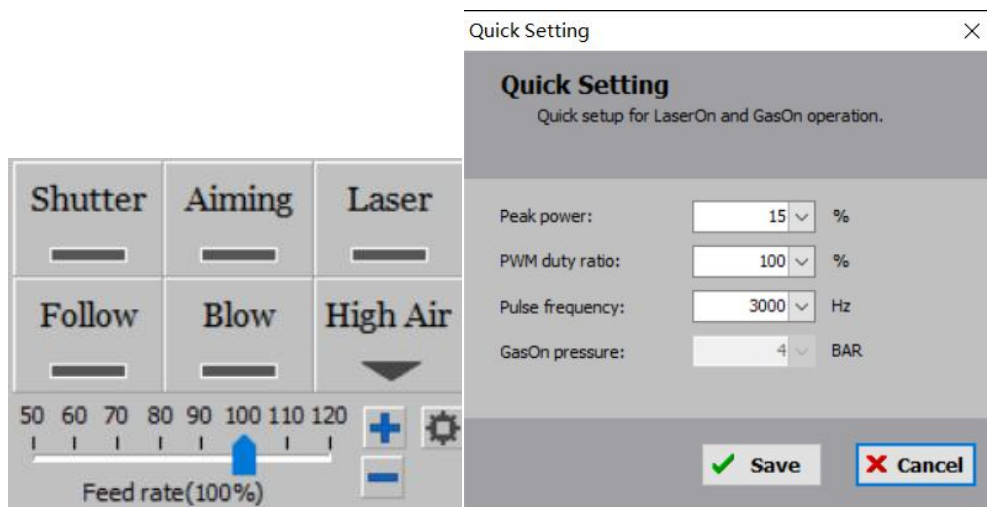 Shutter Aiming Laser
Follow Blow High Air
50 60 70 80 90 100 110 120
Feed rate(100%)
Quick Setting
Quick Setting
Quick setup for LaserOn and GasOn operation.
Peak power: 15 %
PWM duty ratio: 100 %
Pulse frequency: 3000 Hz
GasOn pressure: 4 BAR
Save Cancel